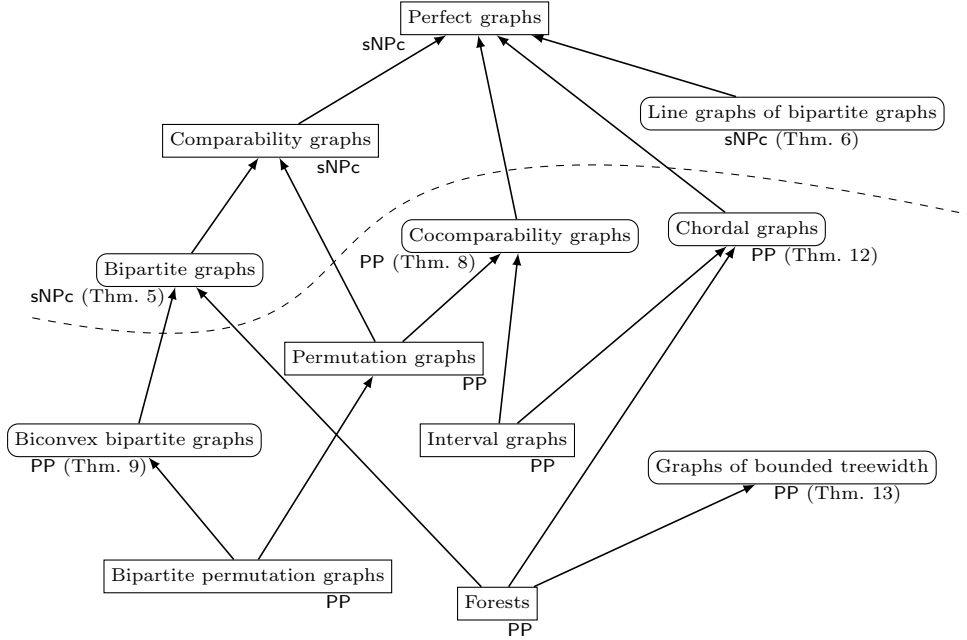 Perfect graphs
sNPc
Line graphs of bipartite graphs
sNPc (Thm. 6)
Comparability graphs
sNPc
Cocomparability graphs
PP (Thm. 8)
Chordal graphs
PP (Thm. 12)
Bipartite graphs
sNPc (Thm. 5)
Permutation graphs
PP
Biconvex bipartite graphs
PP (Thm. 9)
Interval graphs
PP
Graphs of bounded treewidth
PP (Thm. 13)
Bipartite permutation graphs
PP
Forests
PP